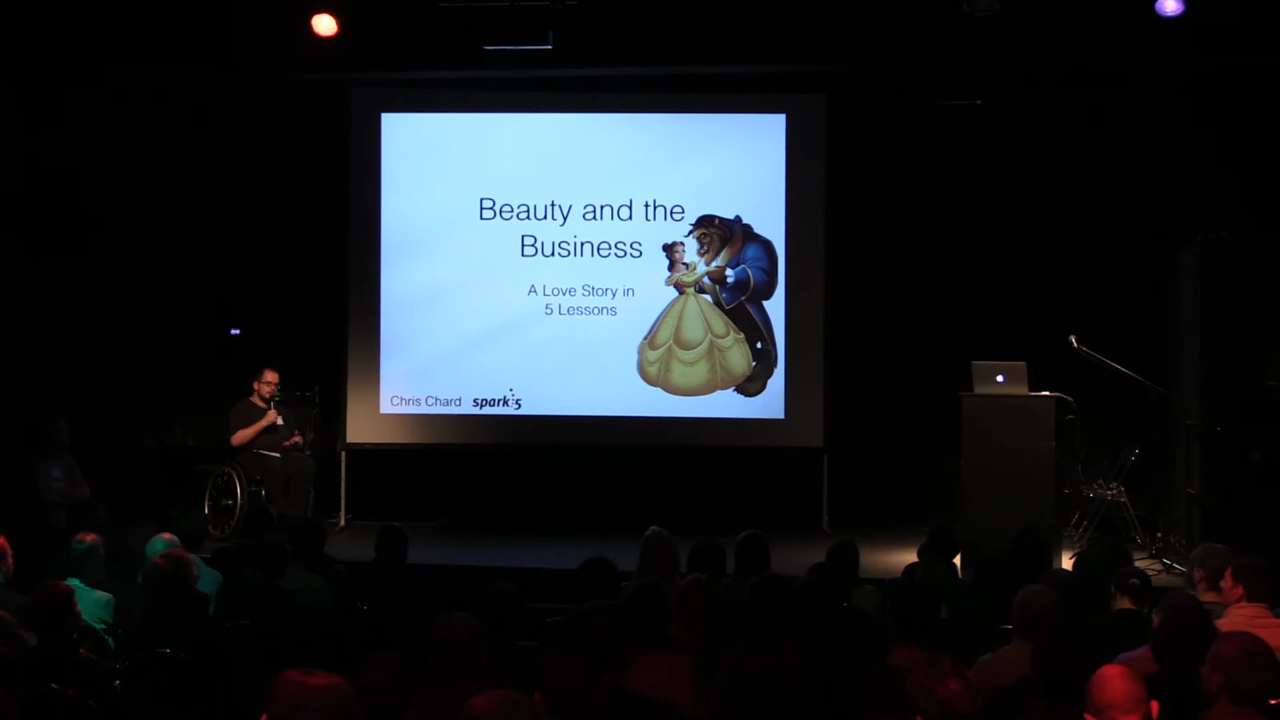 Beauty and the
Business
A Love Story in
5 Lessons
Chris Chard spark:5